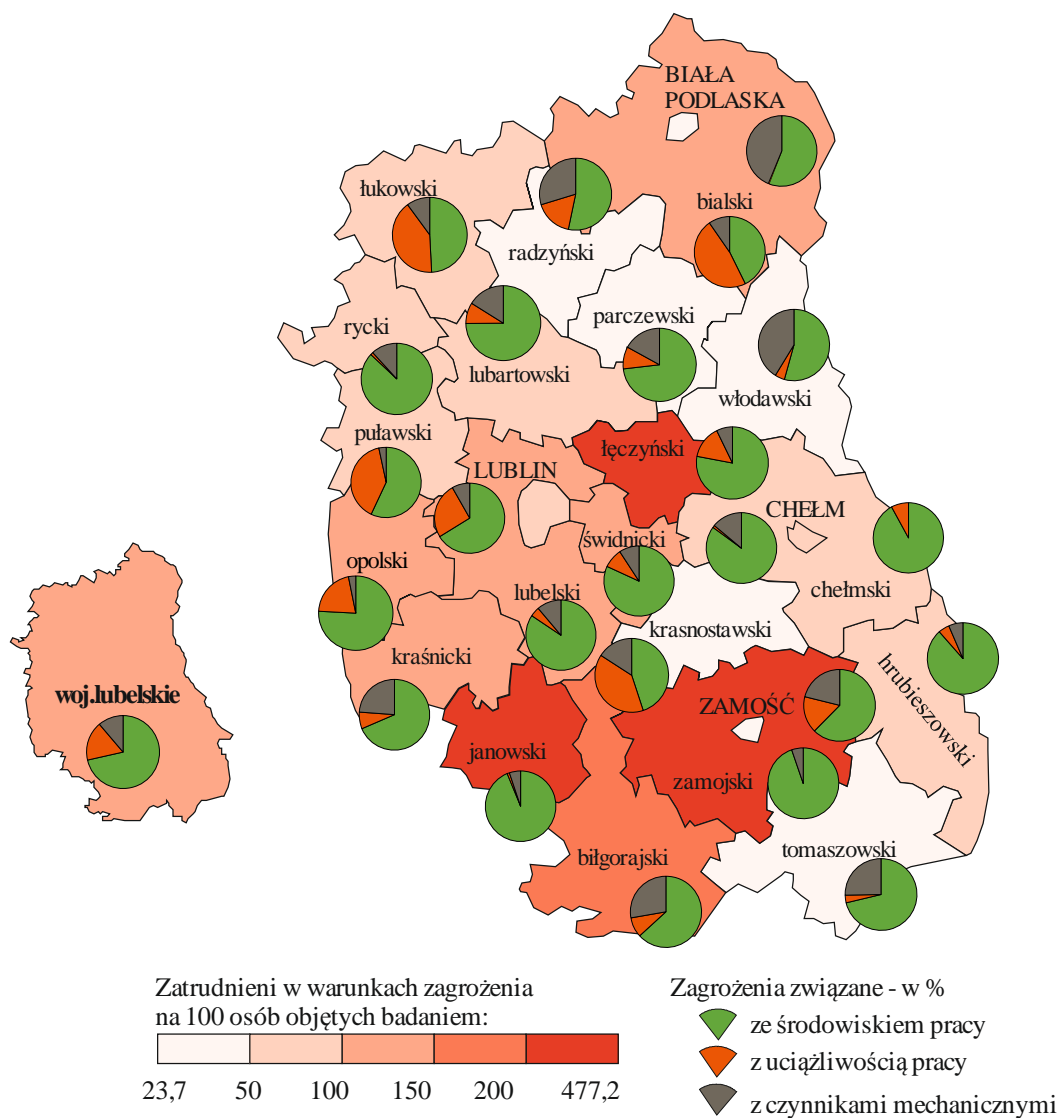 BIAŁA
PODLASKA
łukowski
bialski
radzyński
parczewski
rycki
lubartowski
włodawski
puławski
łęczyński
LUBLIN
CHEŁM
świdnicki
opolski
lubelski
chełmski
krasnostawski
kraśnicki
hrubieszowski
woj.lubelskie
ZAMOŚĆ
janowski
zamojski
tomaszowski
biłgorajski
Zatrudnieni w warunkach zagrożenia
na 100 osób objętych badaniem:
23,7 50 100 150 200 477,2
Zagrożenia związane - w %
ze środowiskiem pracy
z uciążliwością pracy
z czynnikami mechanicznymi